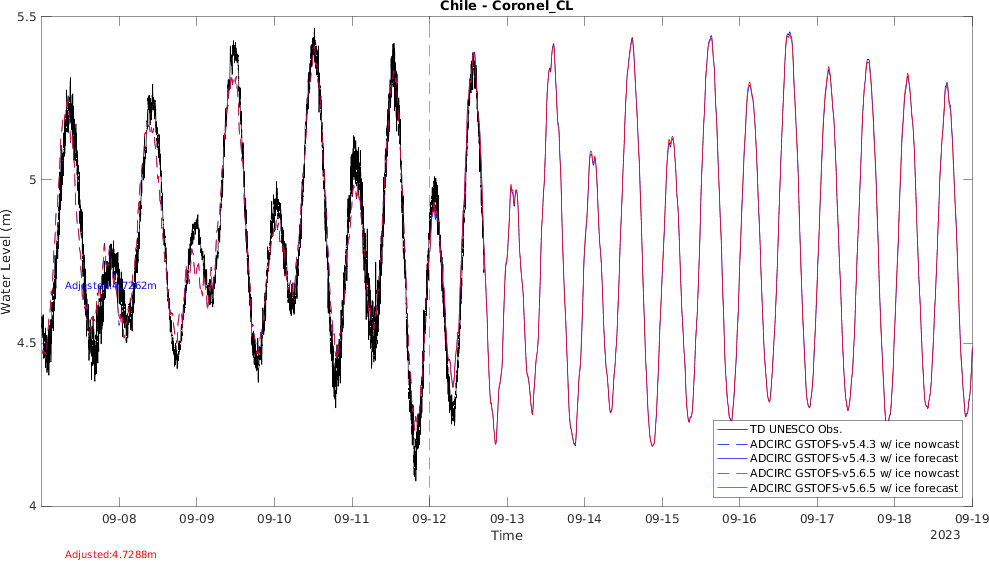 Chile - Coronel_CL
5.5
5
4.5
4
Water Level (m)
Adjusted:4.7262m
TD UNESCO Obs.
ADCIRC GSTOFS-v5.4.3 w/ ice nowcast
ADCIRC GSTOFS-v5.4.3 w/ ice forecast
ADCIRC GSTOFS-v5.6.5 w/ ice nowcast
ADCIRC GSTOFS-v5.6.5 w/ ice forecast
09-08 09-09 09-10 09-11 09-12 09-13 09-14 09-15 09-16 09-17 09-18 09-19
Time
2023
Adjusted:4.7288m